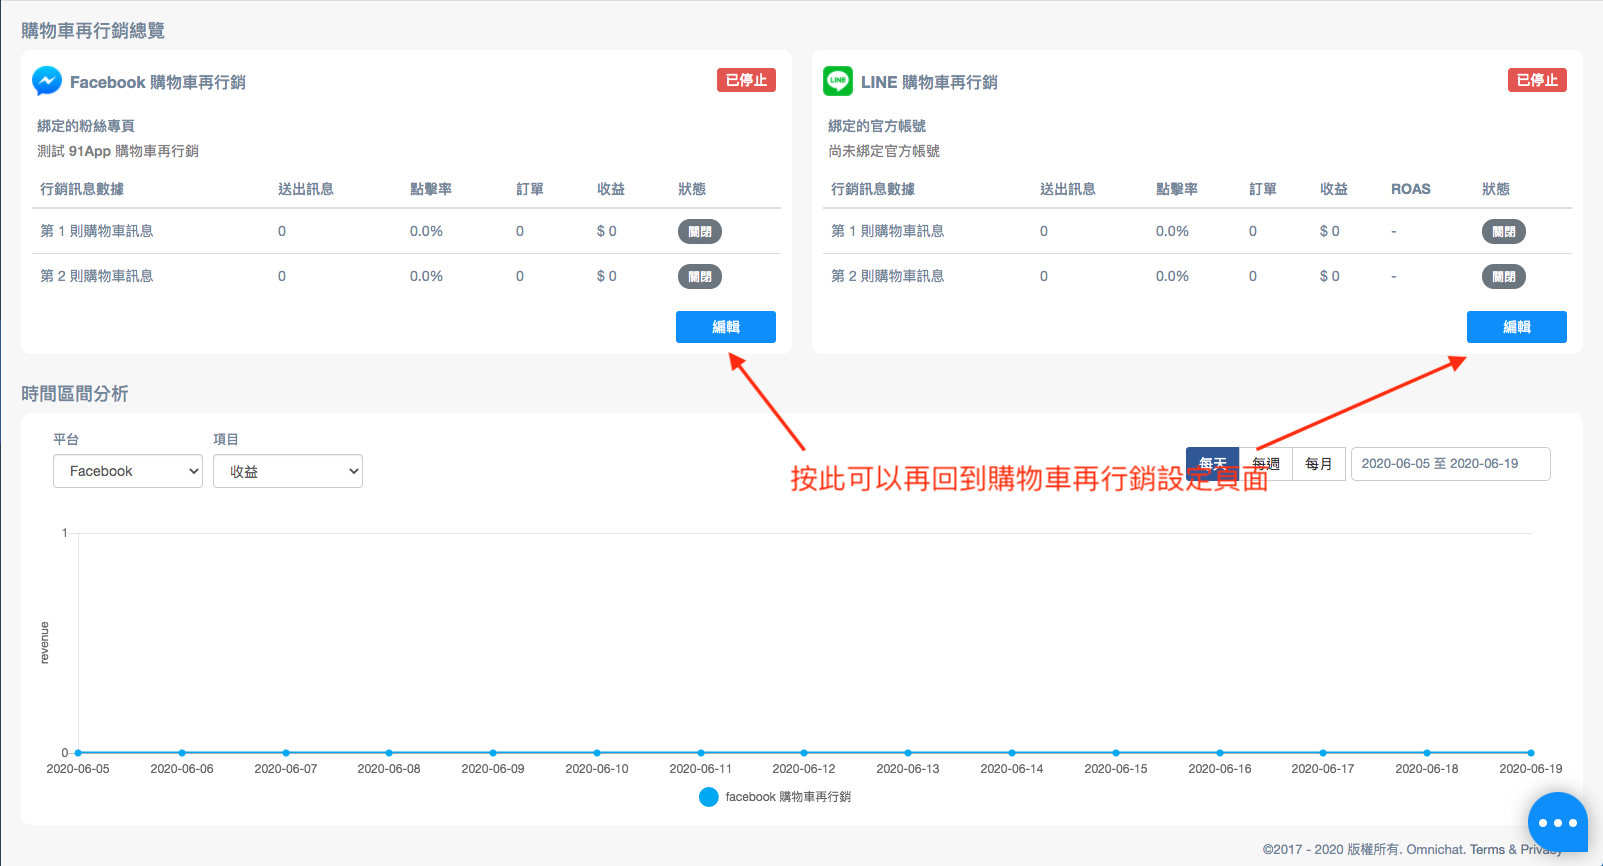 購物車再行銷總覽
Facebook 購物車再行銷
已停止
綁定的粉絲專頁
測試 91App 購物車再行銷
行銷訊息數據 送出訊息 點擊率 訂單 收益 狀態
第 1 則購物車訊息 0 0.0% 0 $ 0 關閉
第 2 則購物車訊息 0 0.0% 0 $ 0 關閉
編輯
LINE
LINE 購物車再行銷
已停止
綁定的官方帳號
尚未綁定官方帳號
行銷訊息數據 送出訊息 點擊率 訂單 收益 ROAS 狀態
第 1 則購物車訊息 0 0.0% 0 $ 0 - 關閉
第 2 則購物車訊息 0 0.0% 0 $ 0 - 關閉
編輯
時間區間分析
平台 項目
Facebook 收益
每天 每週 每月 2020-06-05 至 2020-06-19
按此可以再回到購物車再行銷設定頁面
1
revenue
0
2020-06-05 2020-06-06 2020-06-07 2020-06-08 2020-06-09 2020-06-10 2020-06-11 2020-06-12 2020-06-13 2020-06-14 2020-06-15 2020-06-16 2020-06-17 2020-06-18 2020-06-19
facebook 購物車再行銷
©2017 - 2020 版權所有. Omnichat. Terms & Privacy